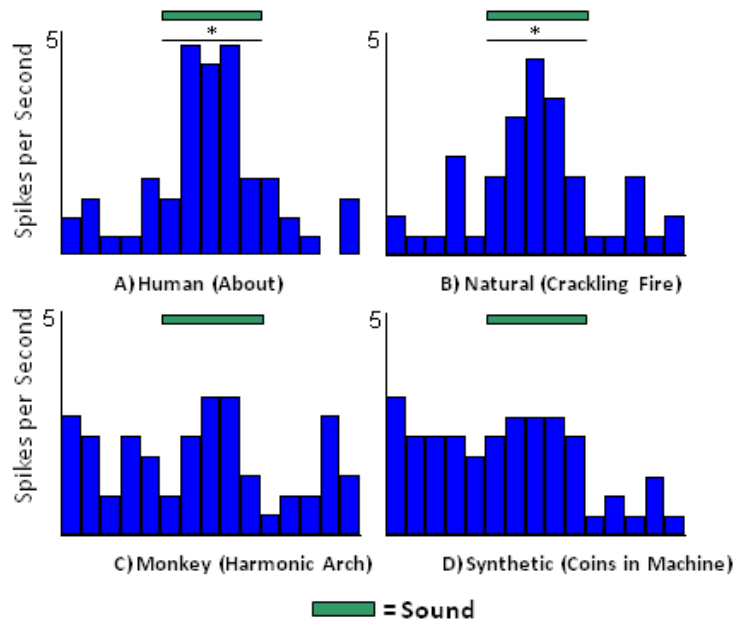 *
*
5
5
Spikes per Second
A) Human (About)
B) Natural (Crackling Fire)
5
5
Spikes per Second
C) Monkey (Harmonic Arch)
D) Synthetic (Coins in Machine)
= Sound